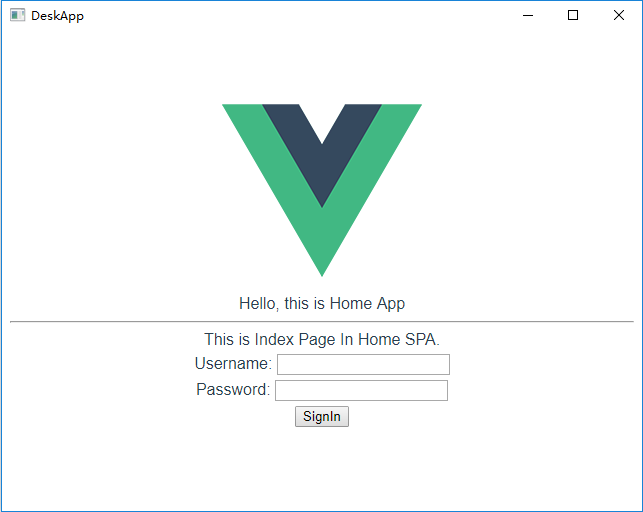 DeskApp
Hello, this is Home App
This is Index Page In Home SPA.
Username:
Password:
SignIn